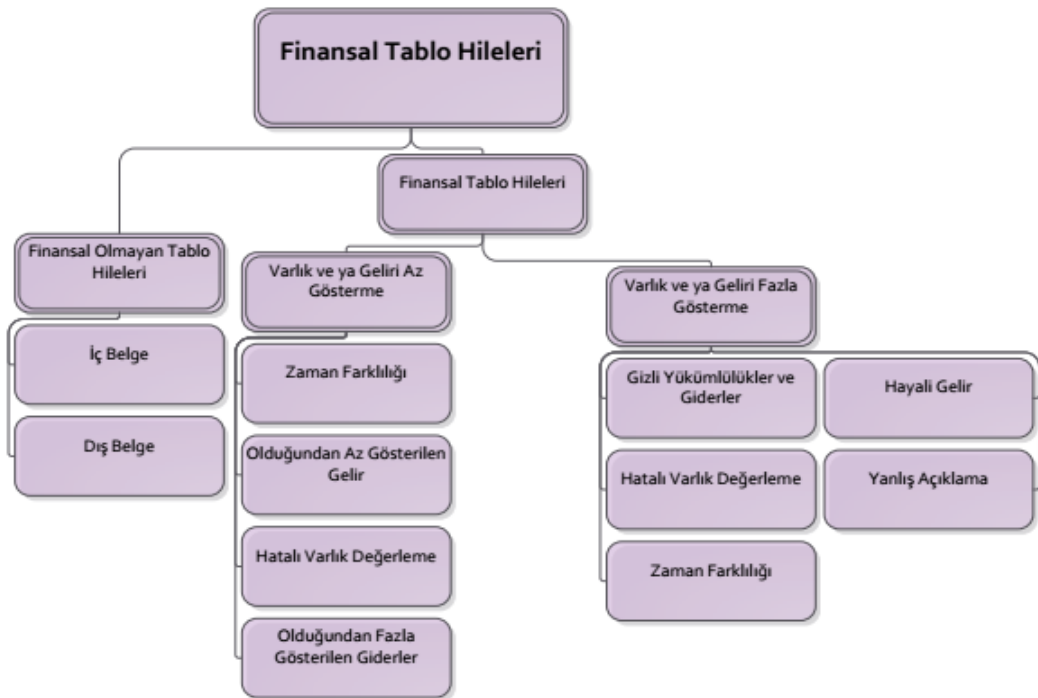 Finansal Tablo Hileleri
Finansal Tablo Hileleri
Finansal Olmayan Tablo
Hileleri
İç Belge
Dış Belge
Varlık ve ya Geliri Az
Gösterme
Zaman Farklılığı
Olduğundan Az Gösterilen
Gelir
Hatalı Varlık Değerleme
Olduğundan Fazla
Gösterilen Giderler
Varlık ve ya Geliri Fazla
Gösterme
Gizli Yükümlülükler ve
Giderler
Hatalı Varlık Değerleme
Zaman Farklılığı
Hayali Gelir
Yanlış Açıklama